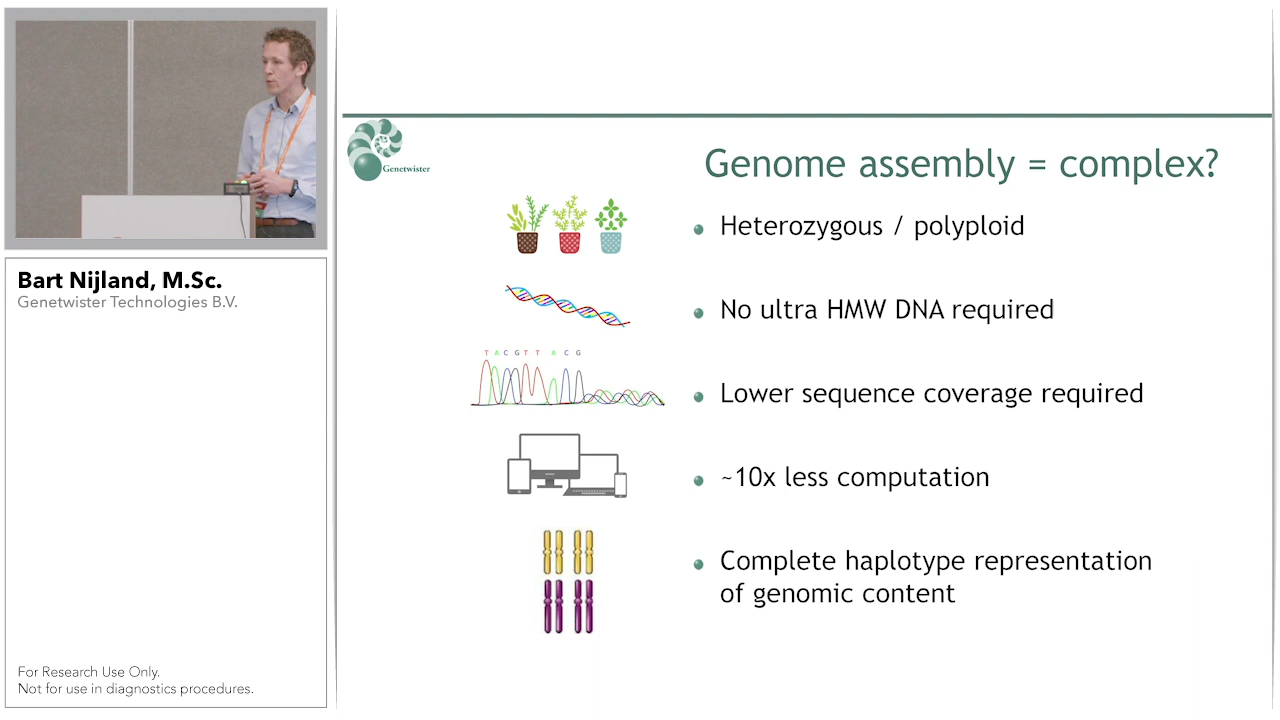 Bart Nijland, M.Sc.
Genetwister Technologies B.V.
For Research Use Only.
Not for use in diagnostics procedures.
Genetwister
Genome assembly = complex?
Heterozygous / polyploid
No ultra HMW DNA required
T A C G T T A C G
Lower sequence coverage required
~10x less computation
Complete haplotype representation
of genomic content